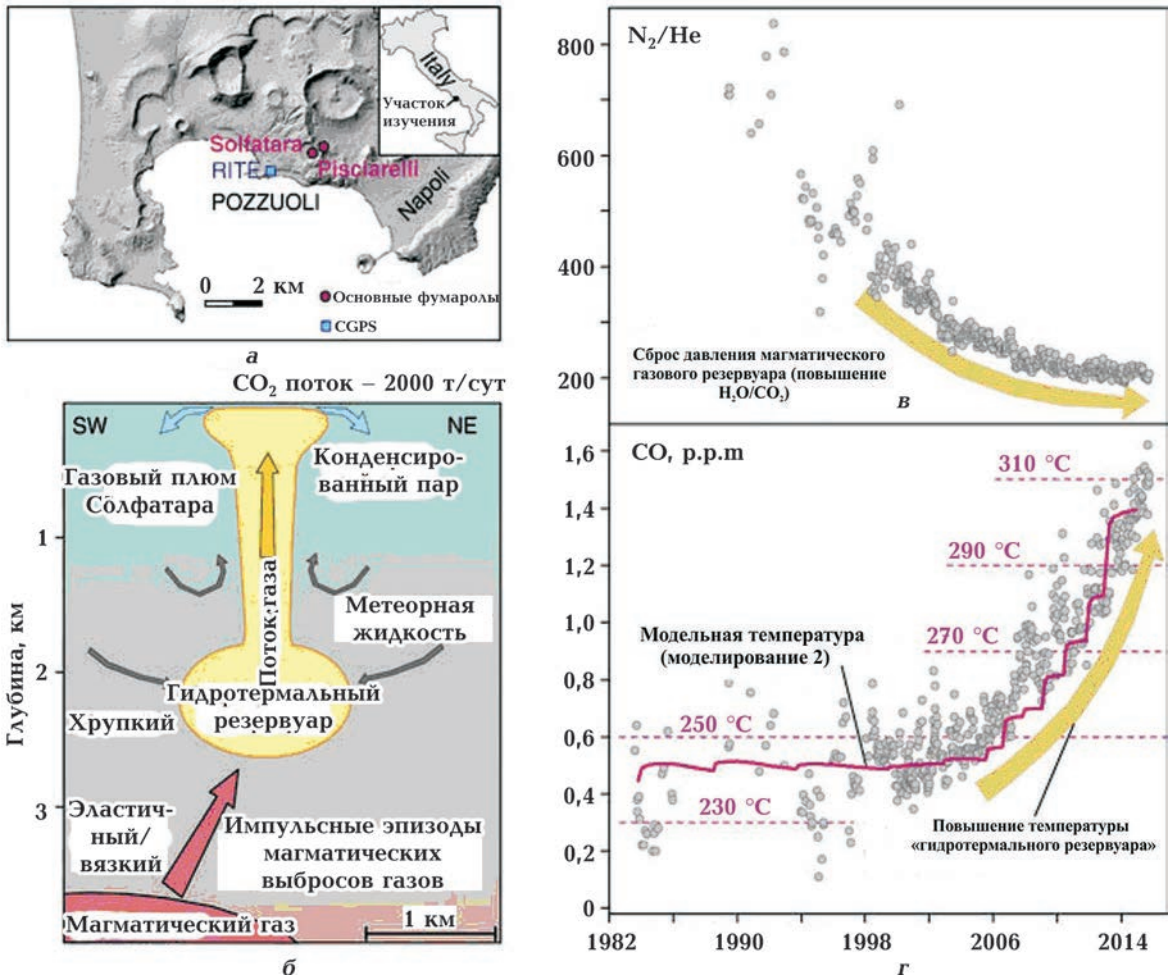 Italy
Участок
изучения
Solfatara
RITE
Pisciarelli
POZZUOLI
Napoli
0 2 км
Основные фумаролы
CGPS
а
CO₂ поток – 2000 т/сут
SW NE
Газовый плюм
Солфатара
Конденсиро-
ванный пар
Поток газа
Метеорная
жидкость
Гидротермальный
резервуар
Хрупкий
Эластич-
ный/
вязкий
Импульсные эпизоды
магматических
выбросов газов
Магматический газ
1 км
Глубина, км
1
2
3
б
N₂/He
800
600
400
200
Сброс давления магматического
газового резервуара (повышение
H₂O/CO₂)
в
CO, p.p.m
1,6
1,4
1,2
1,0
0,8
0,6
0,4
0,2
0
310 °C
290 °C
270 °C
250 °C
230 °C
Модельная температура
(моделирование 2)
Повышение температуры
«гидротермального резервуара»
1982 1990 1998 2006 2014
г